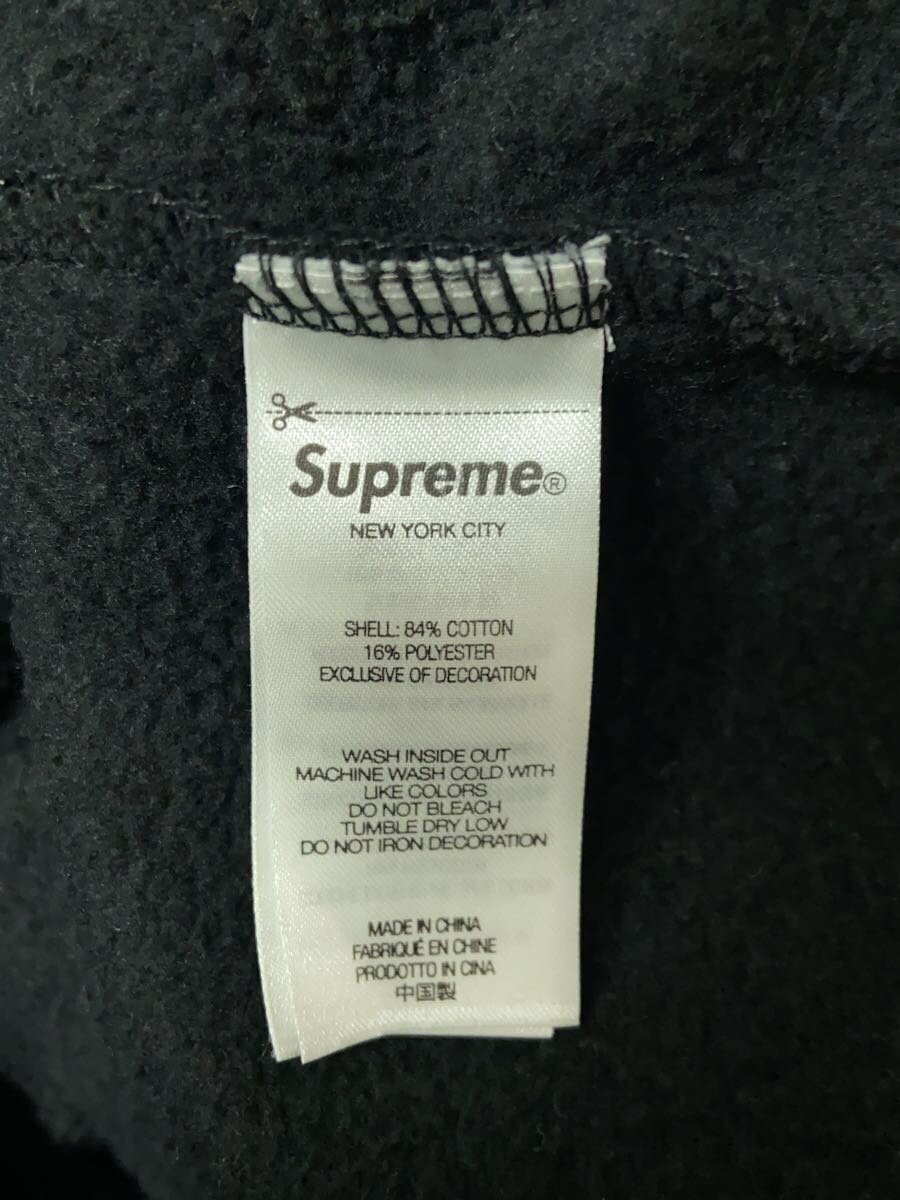 Supreme®
NEW YORK CITY
SHELL: 84% COTTON
16% POLYESTER
EXCLUSIVE OF DECORATION
WASH INSIDE OUT
MACHINE WASH COLD WITH
LIKE COLORS
DO NOT BLEACH
TUMBLE DRY LOW
DO NOT IRON DECORATION
MADE IN CHINA
FABRIQUÉ EN CHINE
PRODOTTO IN CINA
中国製